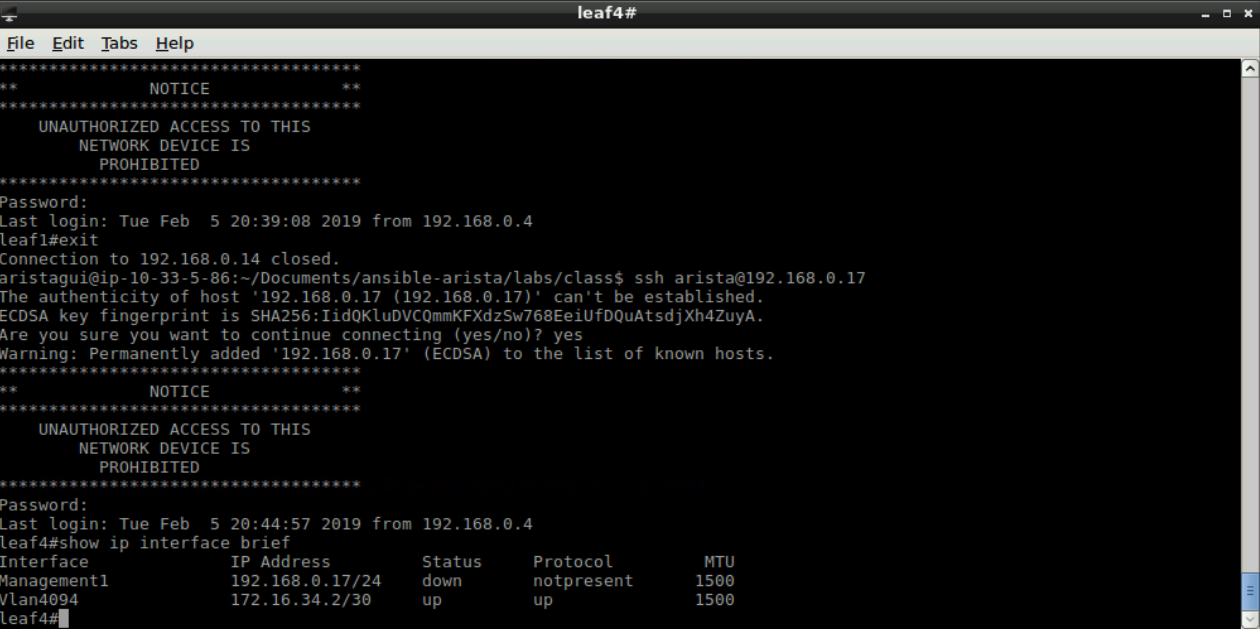 leaf4#
File Edit Tabs Help
************************************
** NOTICE **
************************************
UNAUTHORIZED ACCESS TO THIS
NETWORK DEVICE IS
PROHIBITED
************************************
Password:
Last login: Tue Feb  5 20:39:08 2019 from 192.168.0.4
leaf1#exit
Connection to 192.168.0.14 closed.
aristagui@ip-10-33-5-86:~/Documents/ansible-arista/labs/class$ ssh arista@192.168.0.17
The authenticity of host '192.168.0.17 (192.168.0.17)' can't be established.
ECDSA key fingerprint is SHA256:IidQKluDVCQmmKFXdzSw768EeiUfDQuAtsdjXh4ZuyA.
Are you sure you want to continue connecting (yes/no)? yes
Warning: Permanently added '192.168.0.17' (ECDSA) to the list of known hosts.
************************************
** NOTICE **
************************************
UNAUTHORIZED ACCESS TO THIS
NETWORK DEVICE IS
PROHIBITED
************************************
Password:
Last login: Tue Feb  5 20:44:57 2019 from 192.168.0.4
leaf4#show ip interface brief
Interface IP Address Status Protocol MTU
Management1 192.168.0.17/24 down notpresent 1500
Vlan4094 172.16.34.2/30 up up 1500
leaf4#